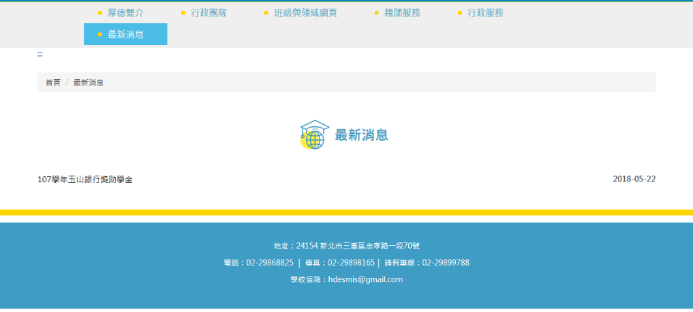 厚德簡介 行政團隊 班級與領域網頁 親師服務 行政服務
最新消息
:::
首頁 / 最新消息
最新消息
107學年玉山銀行獎助學金 2018-05-22
地址：24154 新北市三重區忠孝路一段70號
電話：02-29868825 | 傳真：02-29898165 | 請假專線：02-29899788
學校信箱：hdesmis@gmail.com